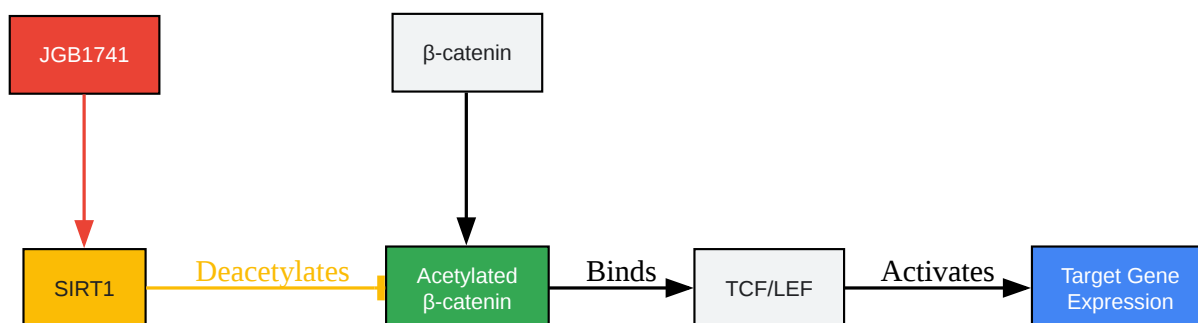 JGB1741
β-catenin
SIRT1
Deacetylates
Acetylated
β-catenin
Binds
TCF/LEF
Activates
Target Gene
Expression